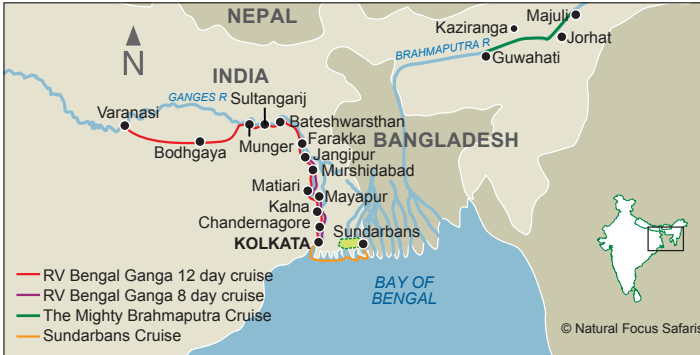 NEPAL
Majuli
Kaziranga
Jorhat
BRAHMAPUTRA R
Guwahati
N
INDIA
GANGES R
Sultanganj
Varanasi
Bateshwarsthan
Farakka
BANGLADESH
Bodhgaya
Munger
Jangipur
Murshidabad
Matiari
Mayapur
Kalna
Chandernagore
Sundarbans
KOLKATA
RV Bengal Ganga 12 day cruise
RV Bengal Ganga 8 day cruise
The Mighty Brahmaputra Cruise
Sundarbans Cruise
BAY OF
BENGAL
© Natural Focus Safaris